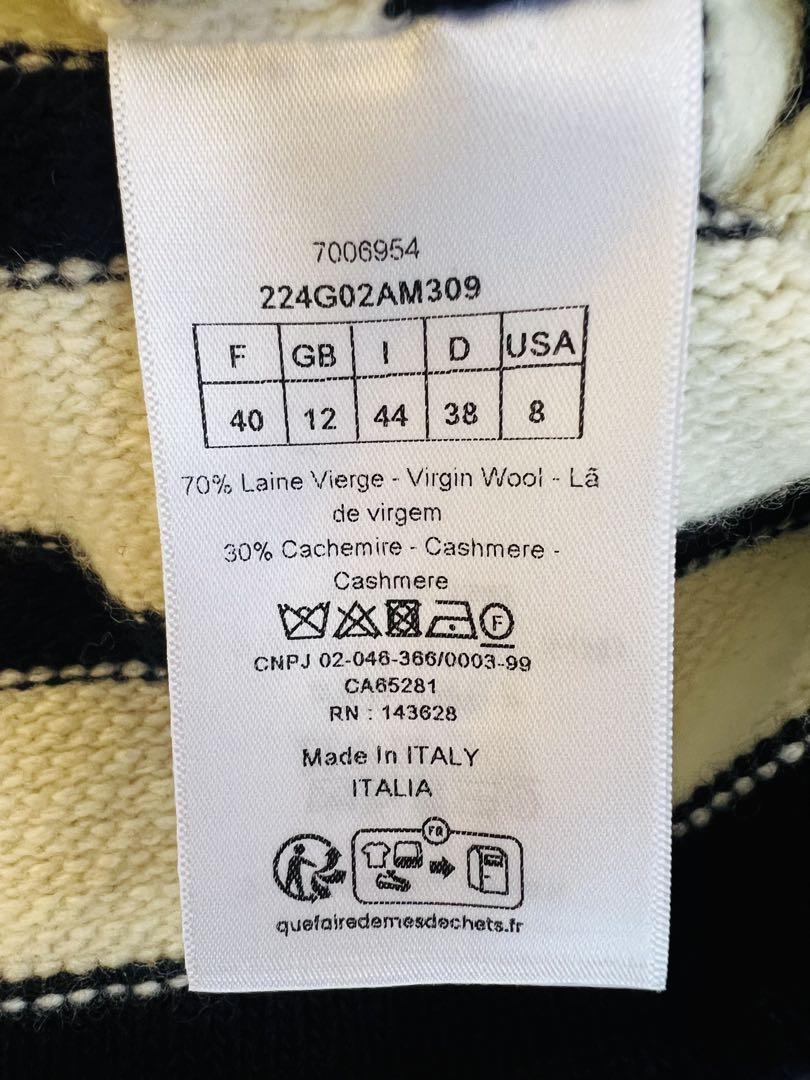 7006954
224G02AM309
F GB I D USA
40 12 44 38 8
70% Laine Vierge - Virgin Wool - Lã
de virgem
30% Cachemire - Cashmere -
Cashmere
F
CNPJ 02-046-366/0003-99
CA65281
RN : 143628
Made In ITALY
ITALIA
FR
quefairedemesdechets.fr